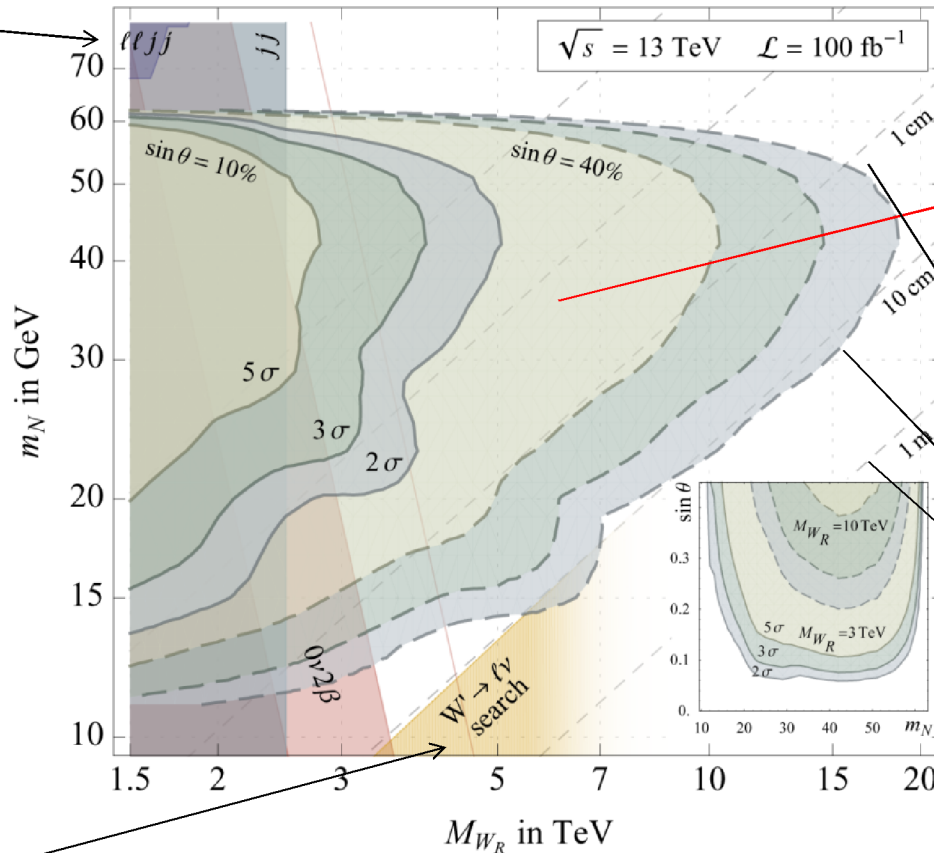 ℓℓjj
jj
√s = 13 TeV   ℒ = 100 fb⁻¹
70
60
50
40
30
20
15
10
m_N in GeV
sin θ = 10%
sin θ = 40%
1 cm
10 cm
1 m
5σ
3σ
2σ
0ν2β
W' → ℓν
search
sin θ
0.3
0.2
0.1
0.
M_{W_R}=10 TeV
5σ
M_{W_R}=3 TeV
3σ
2σ
10 20 30 40 50 m_N
1.5 2 3 5 7 10 15 20
M_{W_R} in TeV